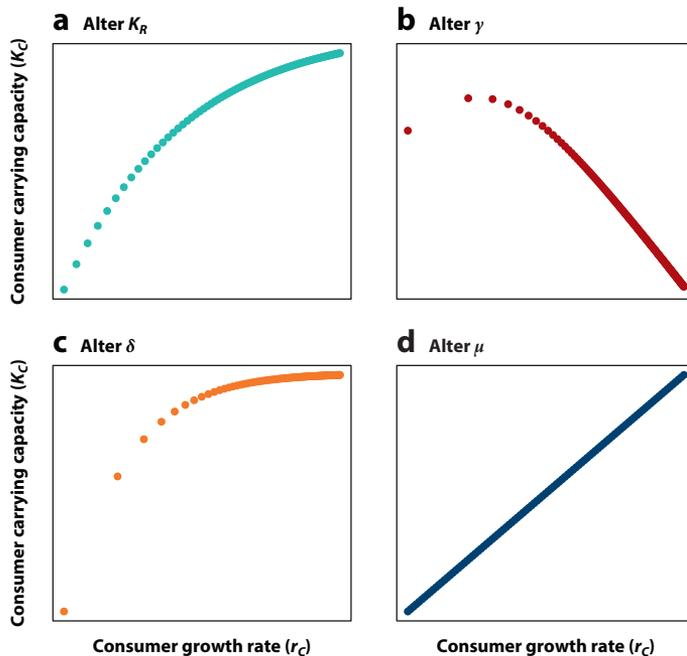 a Alter K_R
b Alter γ
Consumer carrying capacity (K_C)
c Alter δ
d Alter μ
Consumer carrying capacity (K_C)
Consumer growth rate (r_C)
Consumer growth rate (r_C)